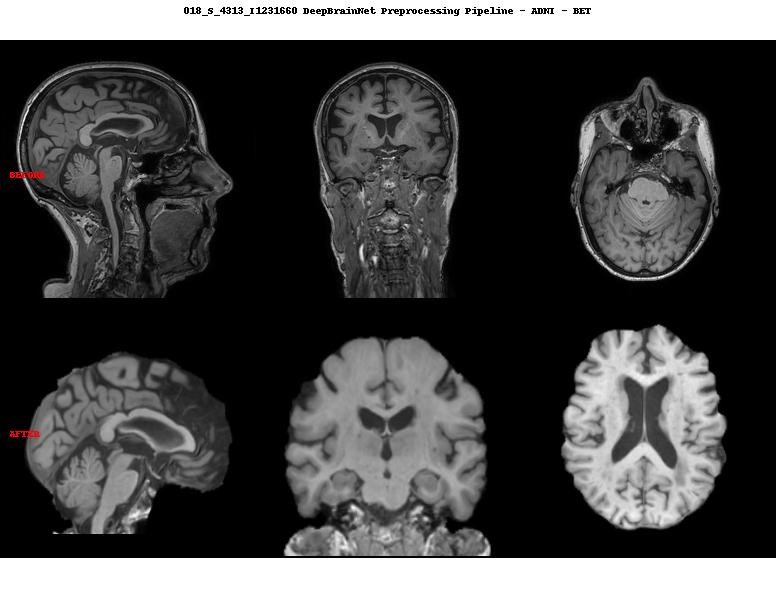 018_S_4313_I1231660 DeepBrainNet Preprocessing Pipeline - ADNI - BET
BEFORE
AFTER